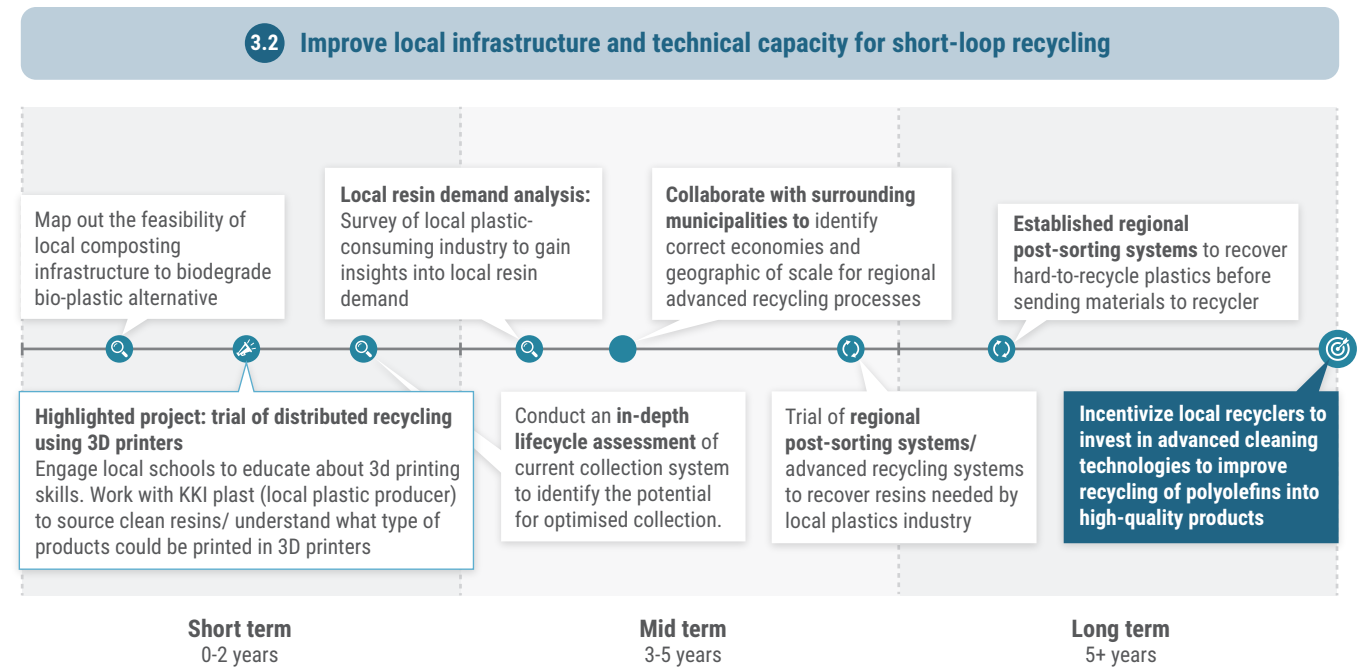 3.2 Improve local infrastructure and technical capacity for short-loop recycling
Map out the feasibility of
local composting
infrastructure to biodegrade
bio-plastic alternative
Local resin demand analysis:
Survey of local plastic-
consuming industry to gain
insights into local resin
demand
Collaborate with surrounding
municipalities to identify
correct economies and
geographic of scale for regional
advanced recycling processes
Established regional
post-sorting systems to recover
hard-to-recycle plastics before
sending materials to recycler
Highlighted project: trial of distributed recycling
using 3D printers
Engage local schools to educate about 3d printing
skills. Work with KKI plast (local plastic producer)
to source clean resins/ understand what type of
products could be printed in 3D printers
Conduct an in-depth
lifecycle assessment of
current collection system
to identify the potential
for optimised collection.
Trial of regional
post-sorting systems/
advanced recycling systems
to recover resins needed by
local plastics industry
Incentivize local recyclers to
invest in advanced cleaning
technologies to improve
recycling of polyolefins into
high-quality products
Short term
0-2 years
Mid term
3-5 years
Long term
5+ years